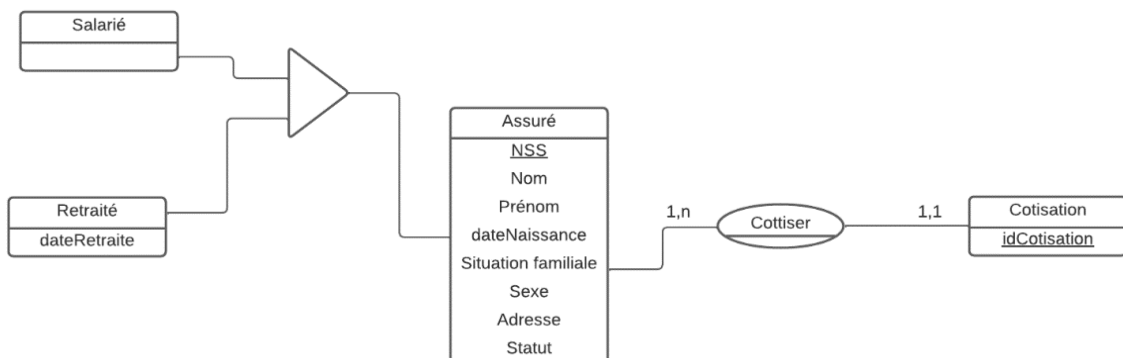 Salarié
Retraité
dateRetraite
Assuré
NSS
Nom
Prénom
dateNaissance
Situation familiale
Sexe
Adresse
Statut
1,n
Cottiser
1,1
Cotisation
idCotisation